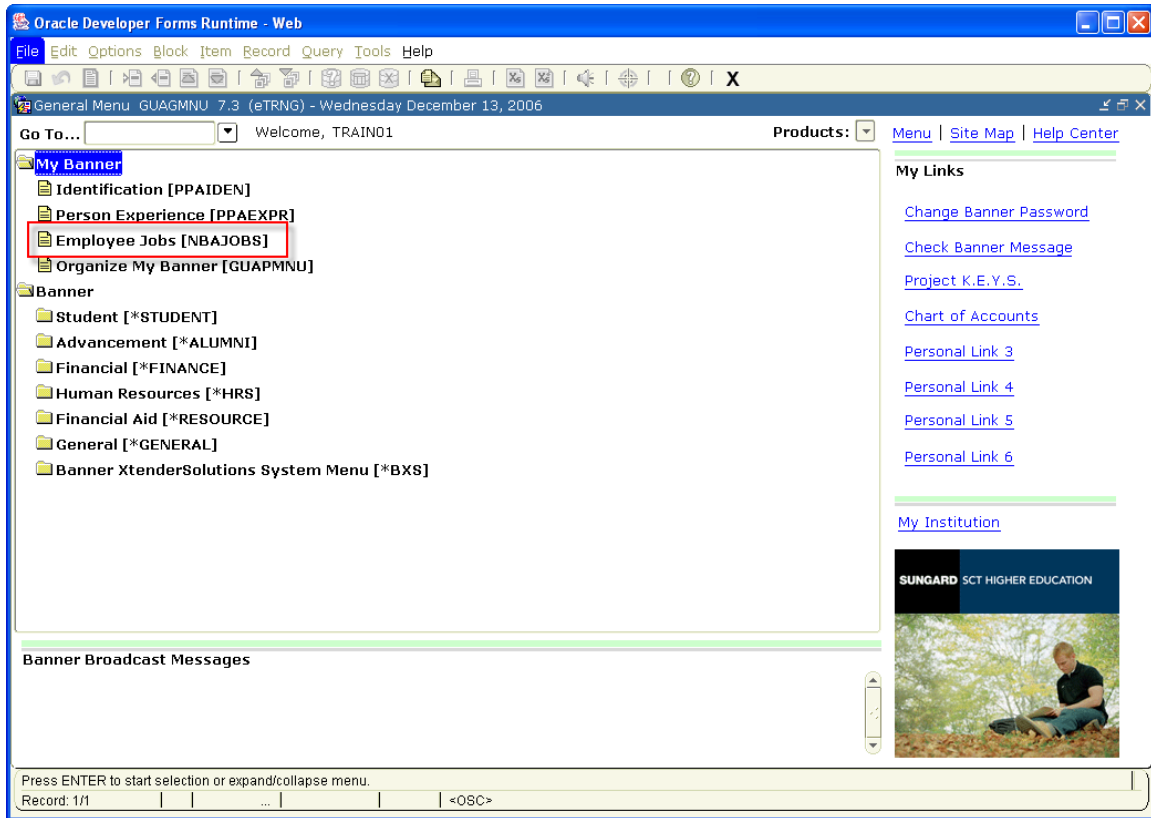 Oracle Developer Forms Runtime - Web
File Edit Options Block Item Record Query Tools Help
X
General Menu GUAGMNU 7.3 (eTRNG) - Wednesday December 13, 2006
Go To... Welcome, TRAIN01 Products: Menu | Site Map | Help Center
My Banner
Identification [PPAIDEN]
Person Experience [PPAEXPR]
Employee Jobs [NBAJOBS]
Organize My Banner [GUAPMNU]
Banner
Student [*STUDENT]
Advancement [*ALUMNI]
Financial [*FINANCE]
Human Resources [*HRS]
Financial Aid [*RESOURCE]
General [*GENERAL]
Banner XtenderSolutions System Menu [*BXS]
My Links
Change Banner Password
Check Banner Message
Project K.E.Y.S.
Chart of Accounts
Personal Link 3
Personal Link 4
Personal Link 5
Personal Link 6
My Institution
SUNGARD SCT HIGHER EDUCATION
Banner Broadcast Messages
Press ENTER to start selection or expand/collapse menu.
Record: 1/1 ... <OSC>